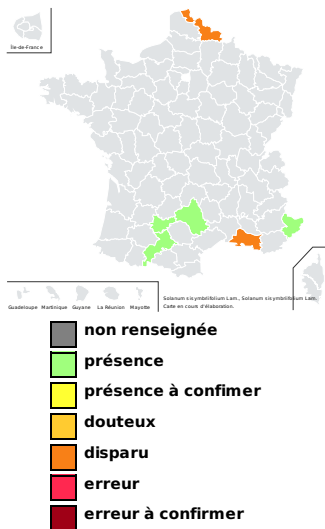 Île-de-France
Solanum sisymbriifolium Lam., Solanum sisymbriifolium Lam.
Carte en cours d'élaboration.
Guadeloupe Martinique Guyane La Réunion Mayotte
non renseignée
présence
présence à confimer
douteux
disparu
erreur
erreur à confirmer